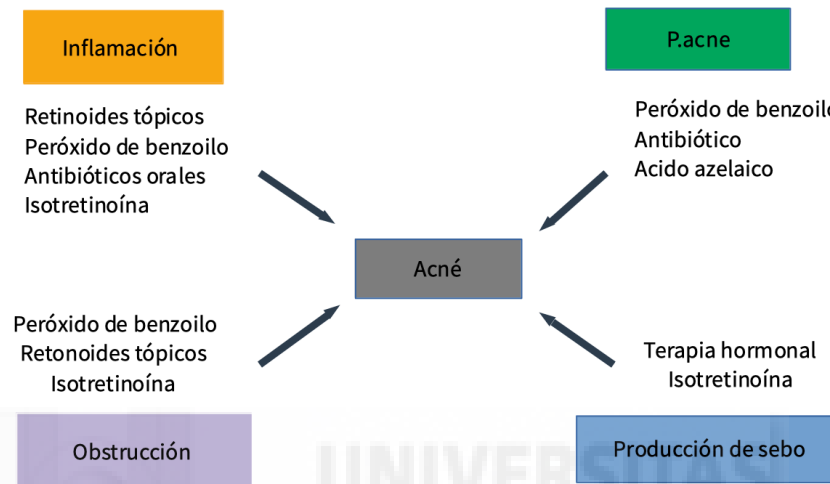 Inflamación
Retinoides tópicos
Peróxido de benzoilo
Antibióticos orales
Isotretinoína
P.acne
Peróxido de benzoilo
Antibiótico
Acido azelaico
Acné
Peróxido de benzoilo
Retonoides tópicos
Isotretinoína
Obstrucción
Terapia hormonal
Isotretinoína
Producción de sebo
UNIVERSITAS